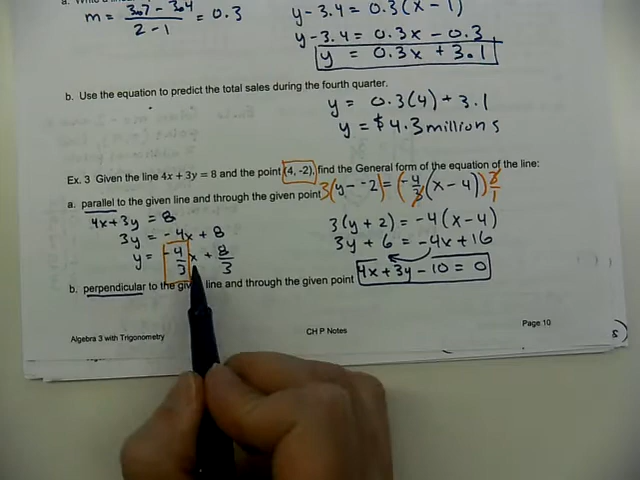 m = 3.7 - 3.4 / 2 - 1 = 0.3
y - 3.4 = 0.3(x - 1)
y - 3.4 = 0.3x - 0.3
y = 0.3x + 3.1
b. Use the equation to predict the total sales during the fourth quarter.
y = 0.3(4) + 3.1
y = $4.3 millions
Ex. 3 Given the line 4x + 3y = 8 and the point (4, -2), find the General form of the equation of the line:
a. parallel to the given line and through the given point
3(y - -2) = (-4/3(x - 4))3/1
4x + 3y = 8
3y = -4x + 8
y = -4/3 x + 8/3
3(y + 2) = -4(x - 4)
3y + 6 = -4x + 16
4x + 3y - 10 = 0
b. perpendicular to the given line and through the given point
Algebra 3 with Trigonometry
CH P Notes
Page 10